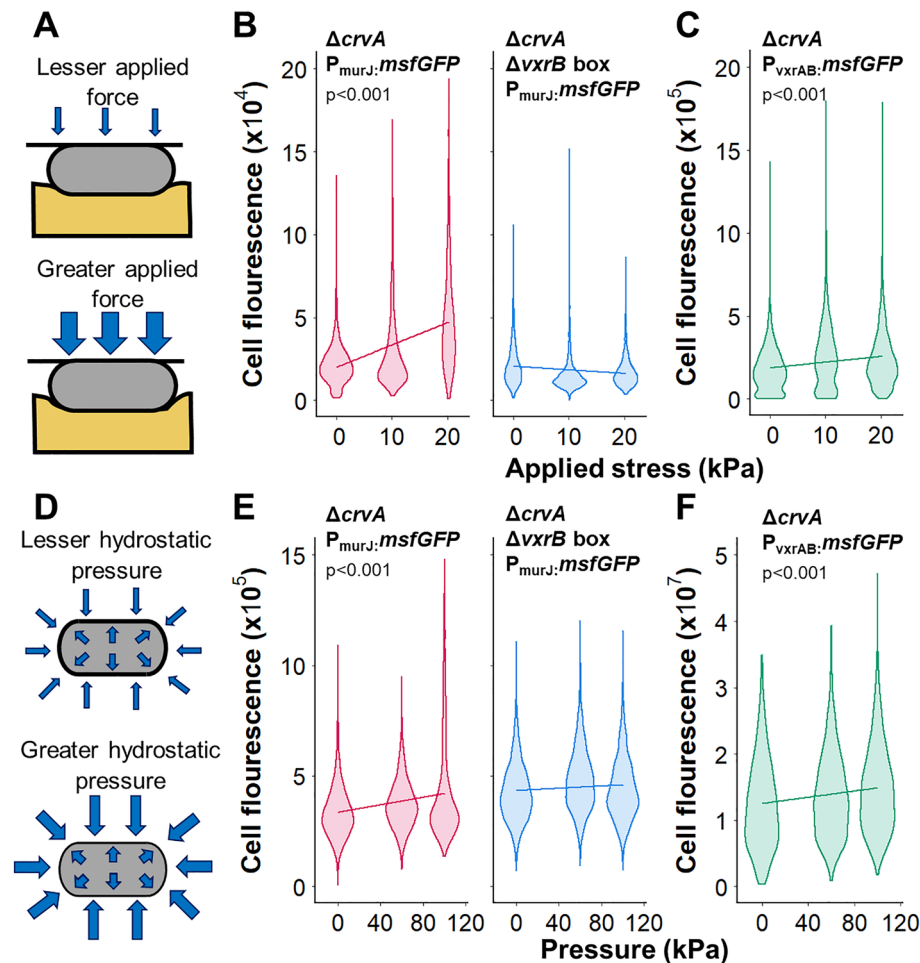 A
Lesser applied
force
Greater applied
force
B
ΔcrvA
PmurJ:msfGFP
p<0.001
ΔcrvA
ΔvxrB box
PmurJ:msfGFP
Cell flourescence (x10⁴)
20
15
10
5
0
0 10 20
0 10 20
C
ΔcrvA
PvxrAB:msfGFP
p<0.001
Cell flourescence (x10⁵)
20
15
10
5
0
0 10 20
Applied stress (kPa)
D
Lesser hydrostatic
pressure
Greater hydrostatic
pressure
E
ΔcrvA
PmurJ:msfGFP
p<0.001
ΔcrvA
ΔvxrB box
PmurJ:msfGFP
Cell flourescence (x10⁵)
15
10
5
0
0 40 80 120
0 40 80 120
F
ΔcrvA
PvxrAB:msfGFP
p<0.001
Cell flourescence (x10⁷)
5
4
3
2
1
0
0 40 80 120
Pressure (kPa)